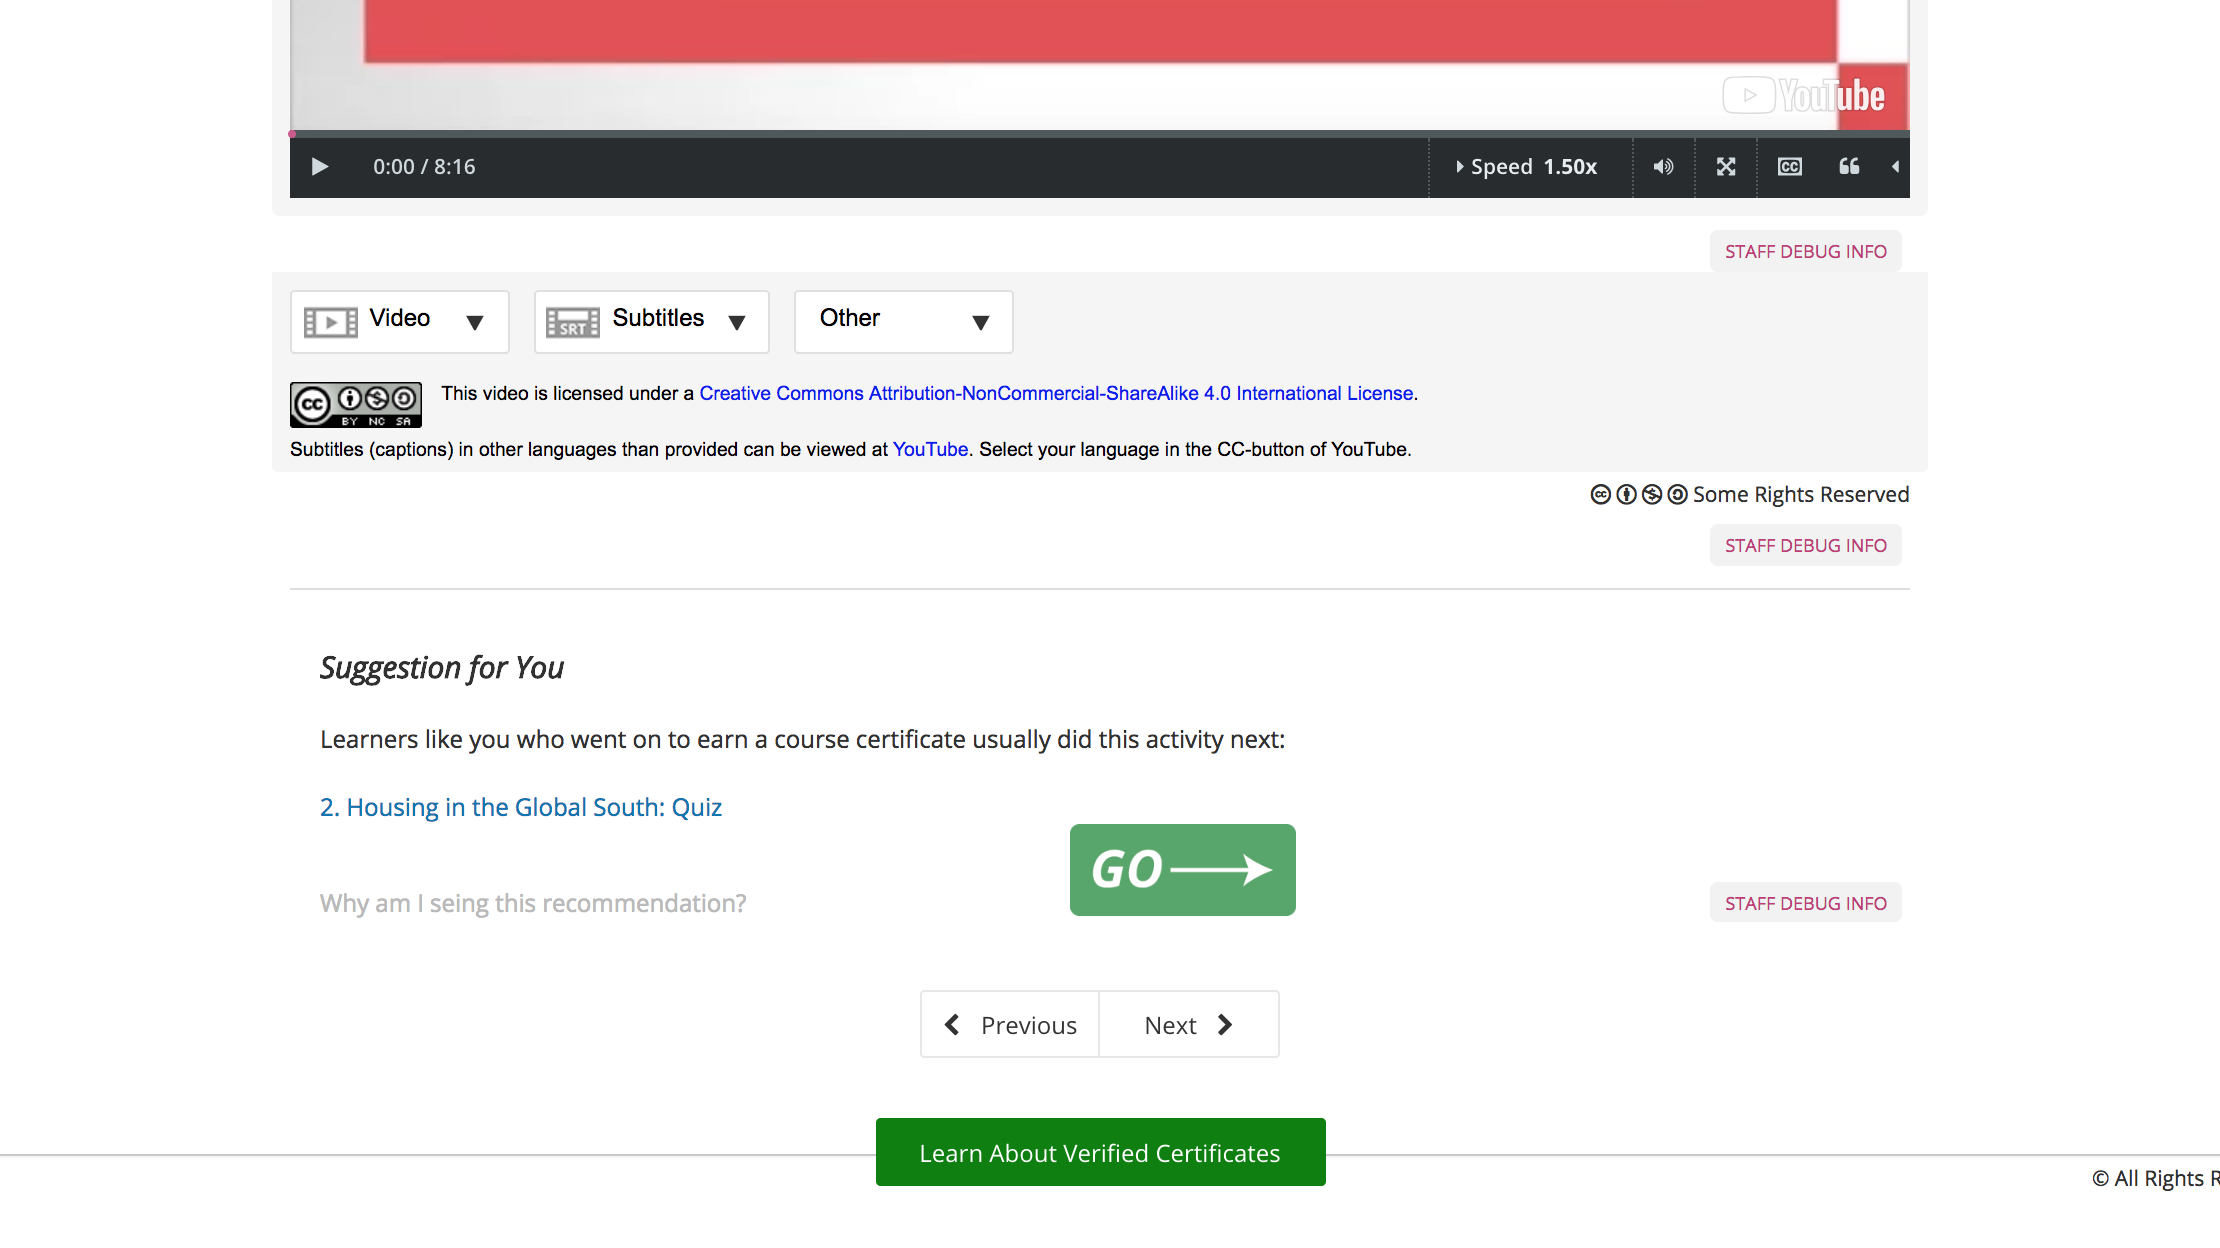 YouTube
0:00 / 8:16
Speed 1.50x
CC
STAFF DEBUG INFO
Video
SRT
Subtitles
Other
cc
BY NC SA
This video is licensed under a Creative Commons Attribution-NonCommercial-ShareAlike 4.0 International License.
Subtitles (captions) in other languages than provided can be viewed at YouTube. Select your language in the CC-button of YouTube.
Some Rights Reserved
STAFF DEBUG INFO
Suggestion for You
Learners like you who went on to earn a course certificate usually did this activity next:
2. Housing in the Global South: Quiz
GO
Why am I seing this recommendation?
STAFF DEBUG INFO
Previous
Next
Learn About Verified Certificates
© All Rights R